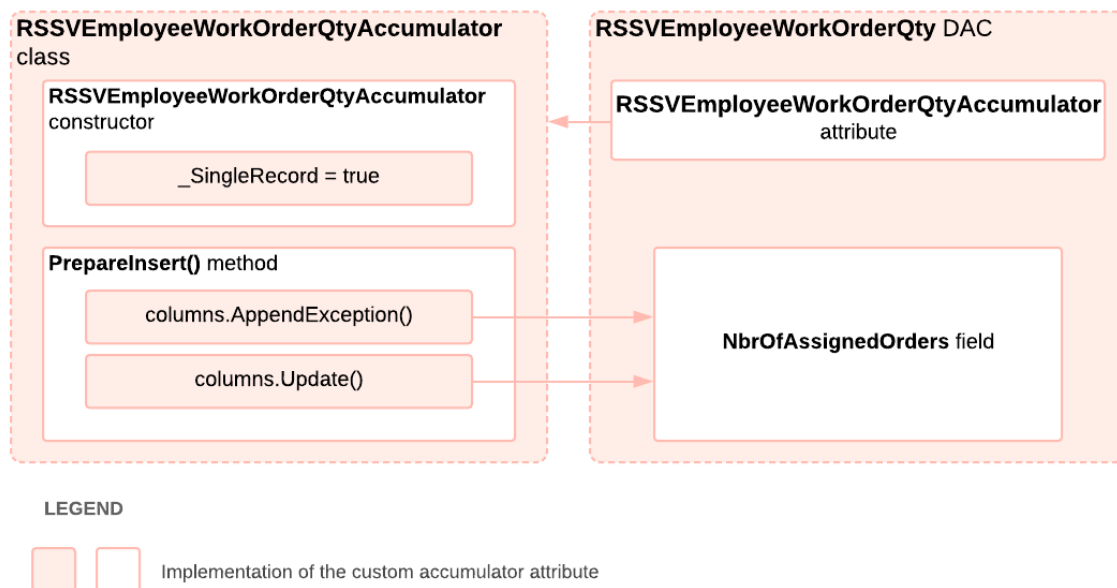 RSSVEmployeeWorkOrderQtyAccumulator
class
RSSVEmployeeWorkOrderQtyAccumulator
constructor
_SingleRecord = true
PrepareInsert() method
columns.AppendException()
columns.Update()
RSSVEmployeeWorkOrderQty DAC
RSSVEmployeeWorkOrderQtyAccumulator
attribute
NbrOfAssignedOrders field
LEGEND
Implementation of the custom accumulator attribute